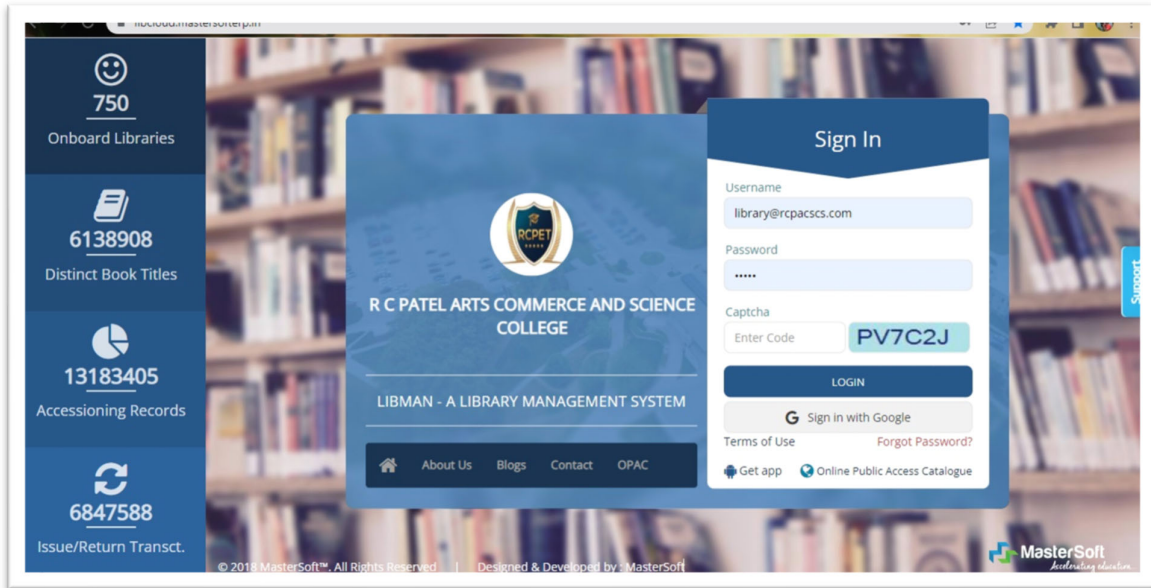 libcloud.mastersofterp.in
750
Onboard Libraries
6138908
Distinct Book Titles
13183405
Accessioning Records
6847588
Issue/Return Transct.
RCPET
R C PATEL ARTS COMMERCE AND SCIENCE
COLLEGE
LIBMAN - A LIBRARY MANAGEMENT SYSTEM
About Us Blogs Contact OPAC
Sign In
Username
library@rcpacscs.com
Password
•••••
Captcha
Enter Code PV7C2J
LOGIN
G Sign in with Google
Terms of Use Forgot Password?
Get app Online Public Access Catalogue
Support
© 2018 MasterSoft™. All Rights Reserved | Designed & Developed by : MasterSoft
MasterSoft
Accelerating education...